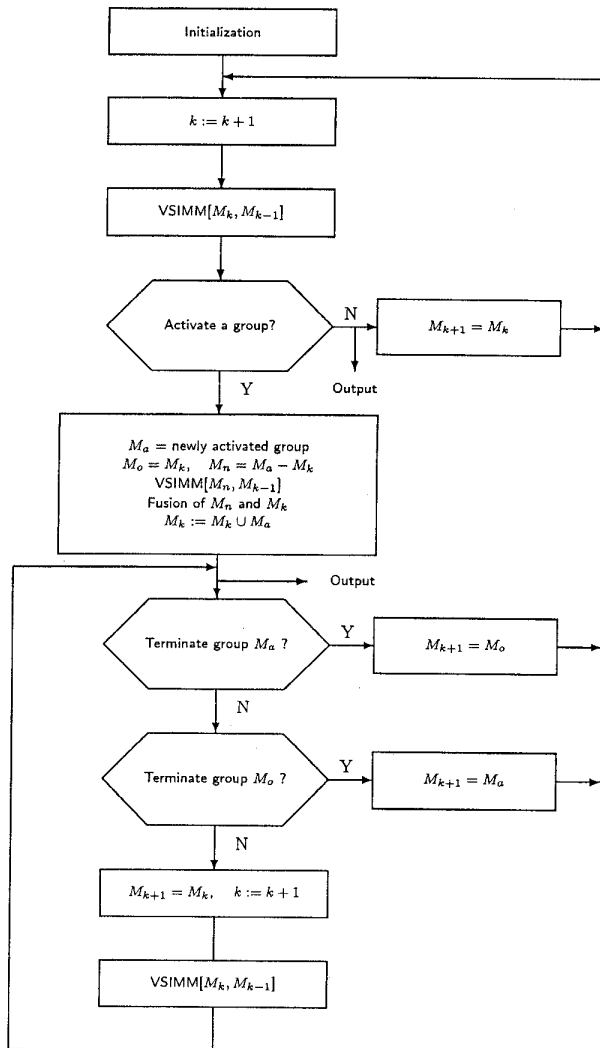 Initialization
k := k + 1
VSIMM[M_k, M_{k−1}]
Activate a group?
N
M_{k+1} = M_k
Output
Y
M_a = newly activated group
M_o = M_k, M_n = M_a − M_k
VSIMM[M_n, M_{k−1}]
Fusion of M_n and M_k
M_k := M_k ∪ M_a
Output
Terminate group M_a ?
Y
M_{k+1} = M_o
N
Terminate group M_o ?
Y
M_{k+1} = M_a
N
M_{k+1} = M_k, k := k + 1
VSIMM[M_k, M_{k−1}]